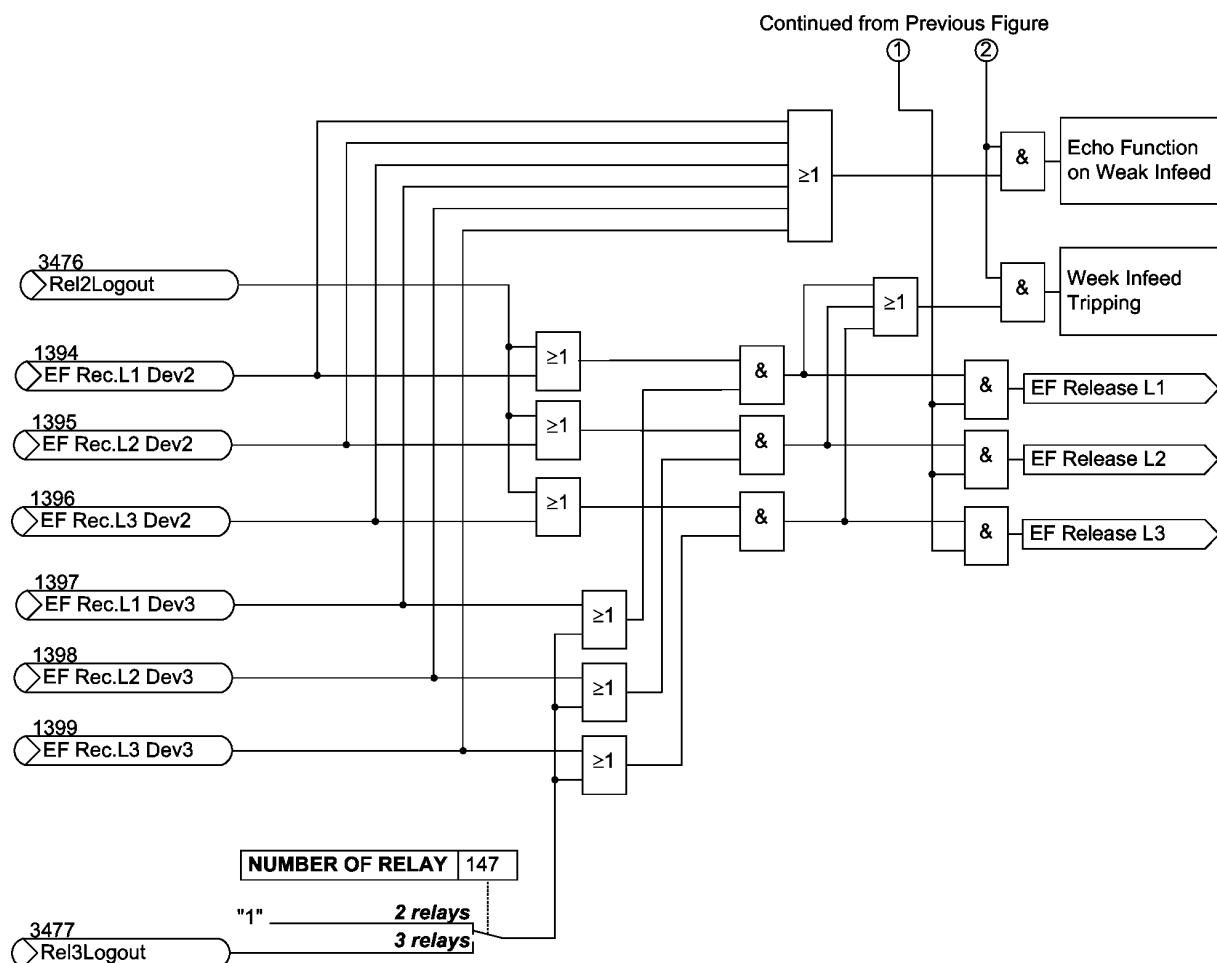 Continued from Previous Figure
1
2
≥1
&
Echo Function
on Weak Infeed
3476
Rel2Logout
≥1
&
Week Infeed
Tripping
1394
EF Rec.L1 Dev2
≥1
&
&
EF Release L1
1395
EF Rec.L2 Dev2
≥1
&
&
EF Release L2
1396
EF Rec.L3 Dev2
≥1
&
&
EF Release L3
1397
EF Rec.L1 Dev3
≥1
1398
EF Rec.L2 Dev3
≥1
1399
EF Rec.L3 Dev3
≥1
NUMBER OF RELAY 147
"1" 2 relays
3 relays
3477
Rel3Logout